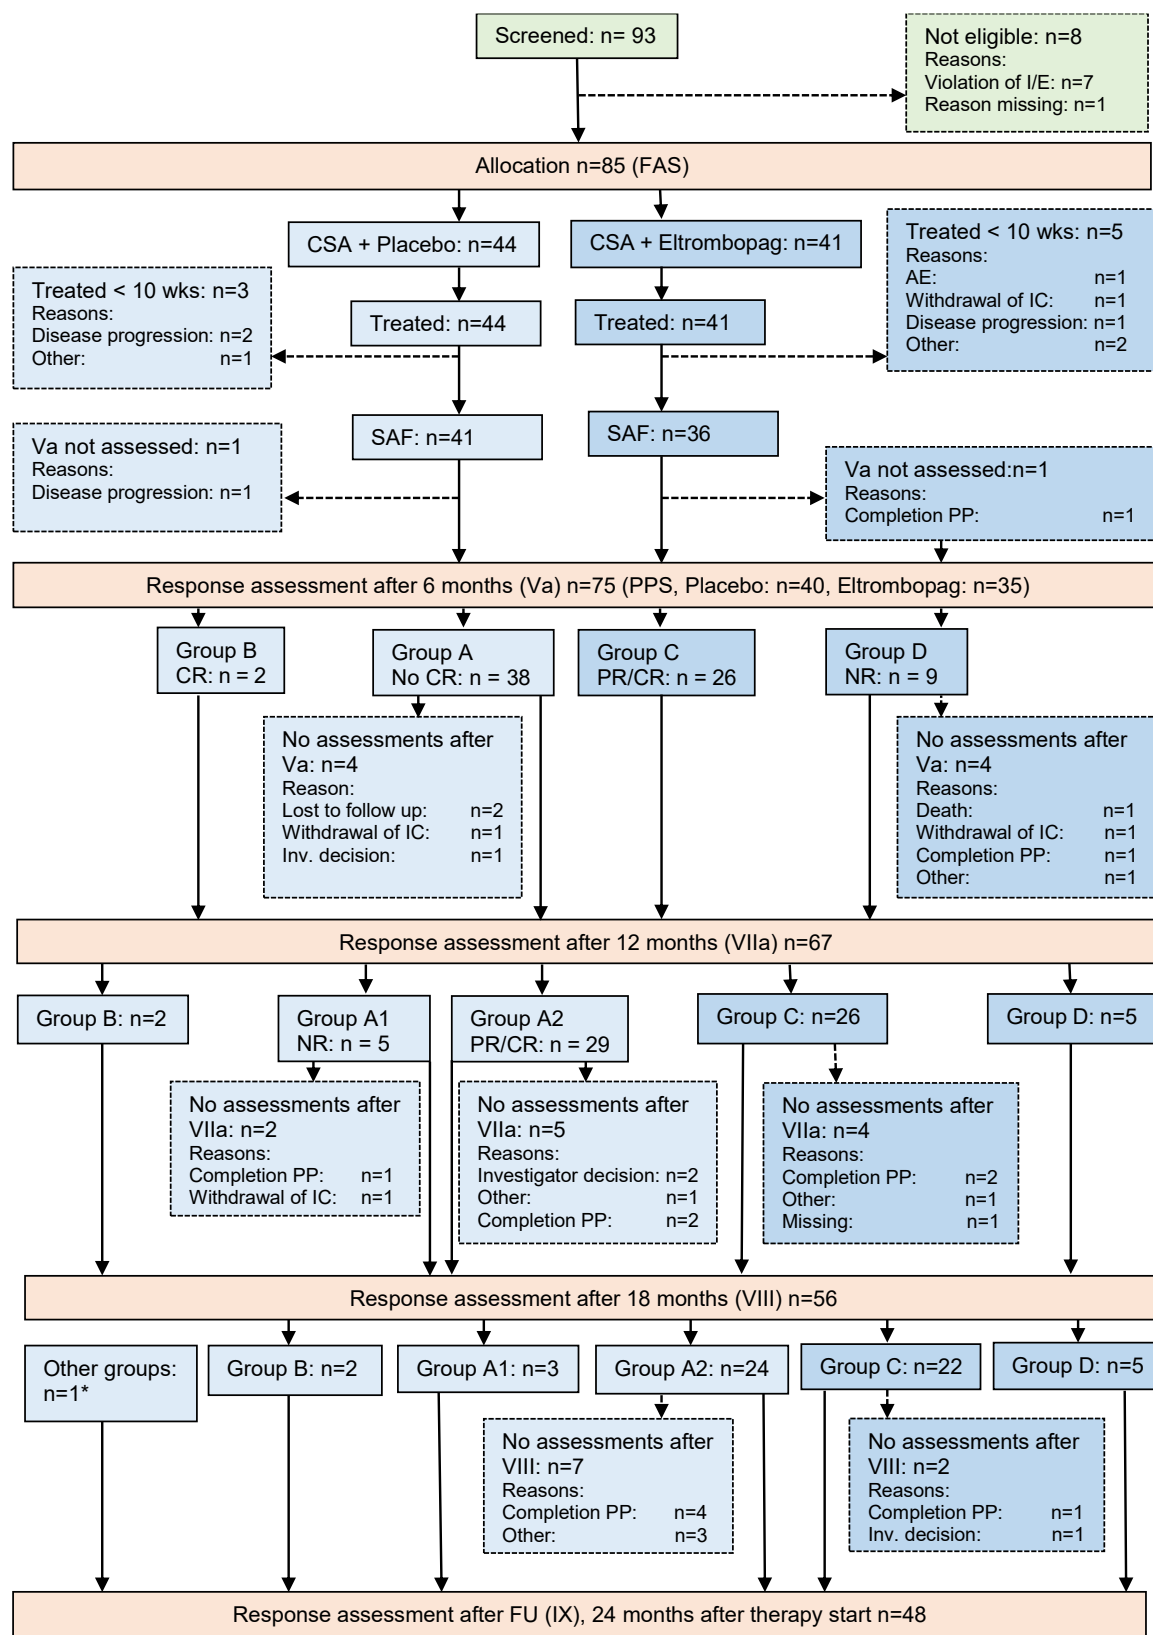 Screened: n= 93
Not eligible: n=8
Reasons:
Violation of I/E: n=7
Reason missing: n=1
Allocation n=85 (FAS)
CSA + Placebo: n=44
CSA + Eltrombopag: n=41
Treated < 10 wks: n=5
Reasons:
AE: n=1
Withdrawal of IC: n=1
Disease progression: n=1
Other: n=2
Treated < 10 wks: n=3
Reasons:
Disease progression: n=2
Other: n=1
Treated: n=44
Treated: n=41
SAF: n=41
SAF: n=36
Va not assessed: n=1
Reasons:
Disease progression: n=1
Va not assessed:n=1
Reasons:
Completion PP: n=1
Response assessment after 6 months (Va) n=75 (PPS, Placebo: n=40, Eltrombopag: n=35)
Group B
CR: n = 2
Group A
No CR: n = 38
Group C
PR/CR: n = 26
Group D
NR: n = 9
No assessments after
Va: n=4
Reason:
Lost to follow up: n=2
Withdrawal of IC: n=1
Inv. decision: n=1
No assessments after
Va: n=4
Reasons:
Death: n=1
Withdrawal of IC: n=1
Completion PP: n=1
Other: n=1
Response assessment after 12 months (VIIa) n=67
Group B: n=2
Group A1
NR: n = 5
Group A2
PR/CR: n = 29
Group C: n=26
Group D: n=5
No assessments after
VIIa: n=2
Reasons:
Completion PP: n=1
Withdrawal of IC: n=1
No assessments after
VIIa: n=5
Reasons:
Investigator decision: n=2
Other: n=1
Completion PP: n=2
No assessments after
VIIa: n=4
Reasons:
Completion PP: n=2
Other: n=1
Missing: n=1
Response assessment after 18 months (VIII) n=56
Other groups:
n=1*
Group B: n=2
Group A1: n=3
Group A2: n=24
Group C: n=22
Group D: n=5
No assessments after
VIII: n=7
Reasons:
Completion PP: n=4
Other: n=3
No assessments after
VIII: n=2
Reasons:
Completion PP: n=1
Inv. decision: n=1
Response assessment after FU (IX), 24 months after therapy start n=48